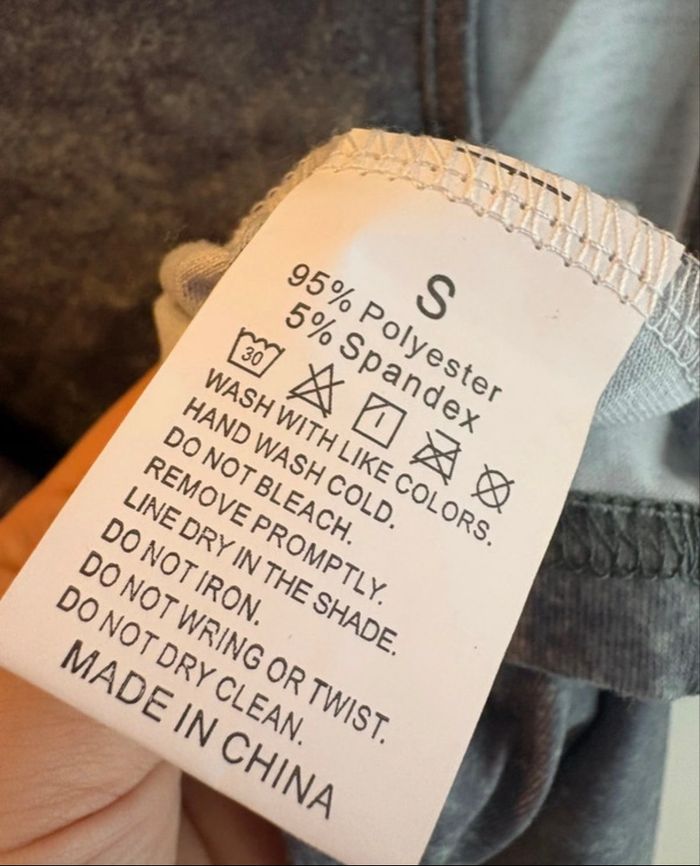 S
95% Polyester
5% Spandex
30
WASH WITH LIKE COLORS.
HAND WASH COLD.
DO NOT BLEACH.
REMOVE PROMPTLY.
LINE DRY IN THE SHADE.
DO NOT IRON.
DO NOT WRING OR TWIST.
DO NOT DRY CLEAN.
MADE IN CHINA